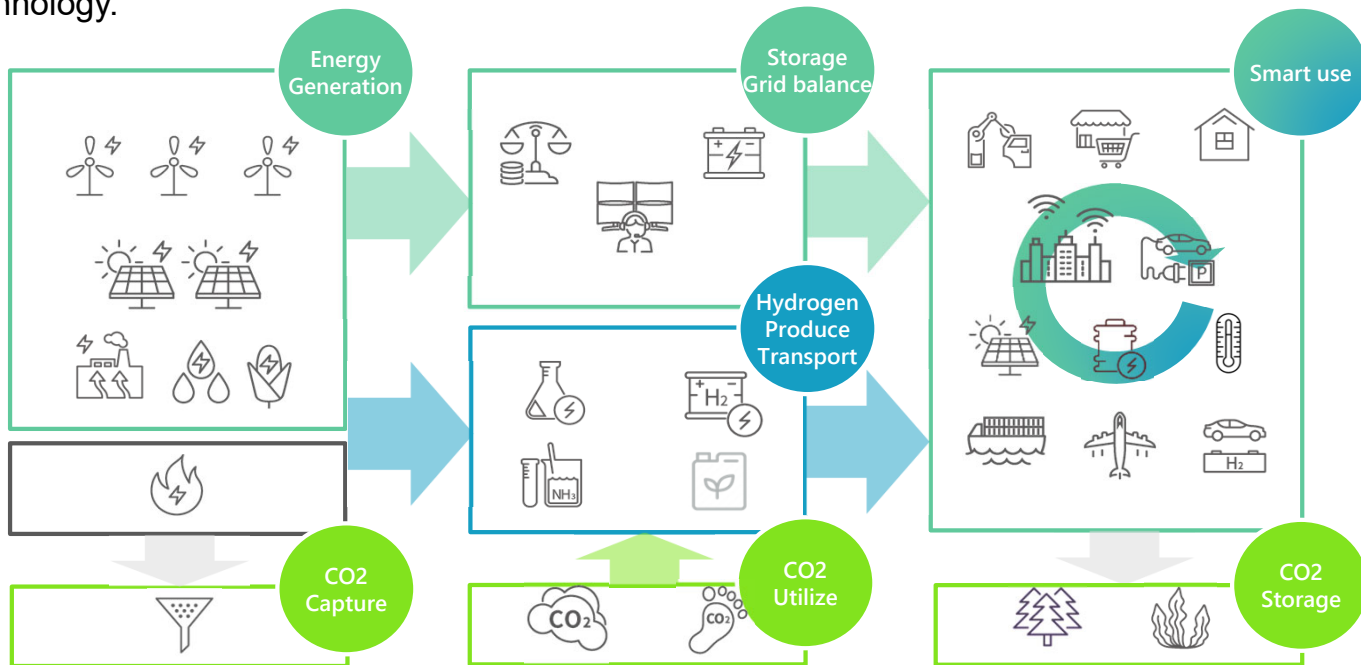 nnology.
Energy
Generation
Storage
Grid balance
Smart use
+ -
P
Hydrogen
Produce
Transport
+ -
H₂
NH₃
H₂
CO2
Capture
CO₂
CO₂
CO2
Utilize
CO2
Storage